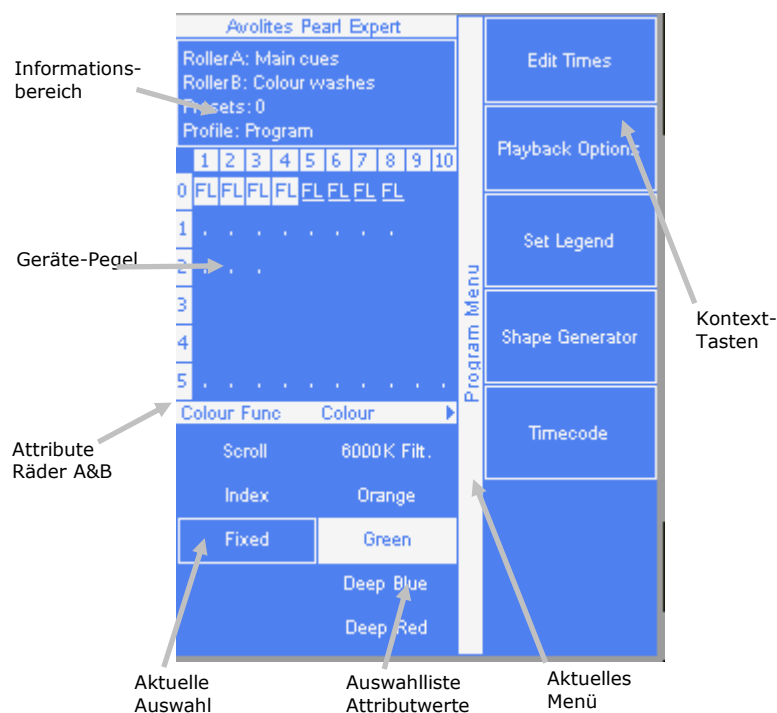 Avolites Pearl Expert
RollerA: Main cues
RollerB: Colour washes
Presets: 0
Profile: Program
Informations-
bereich
1 2 3 4 5 6 7 8 9 10
0 FL FL FL FL FL FL FL FL
1 . . . . . . . .
Geräte-Pegel
2 . . .
3
4
5 . . . . . . . . . .
Attribute
Räder A&B
Colour Func Colour
Scroll 6000K Filt.
Index Orange
Fixed Green
Deep Blue
Deep Red
Program Menu
Edit Times
Playback Options
Set Legend
Shape Generator
Timecode
Kontext-
Tasten
Aktuelle
Auswahl
Auswahlliste
Attributwerte
Aktuelles
Menü